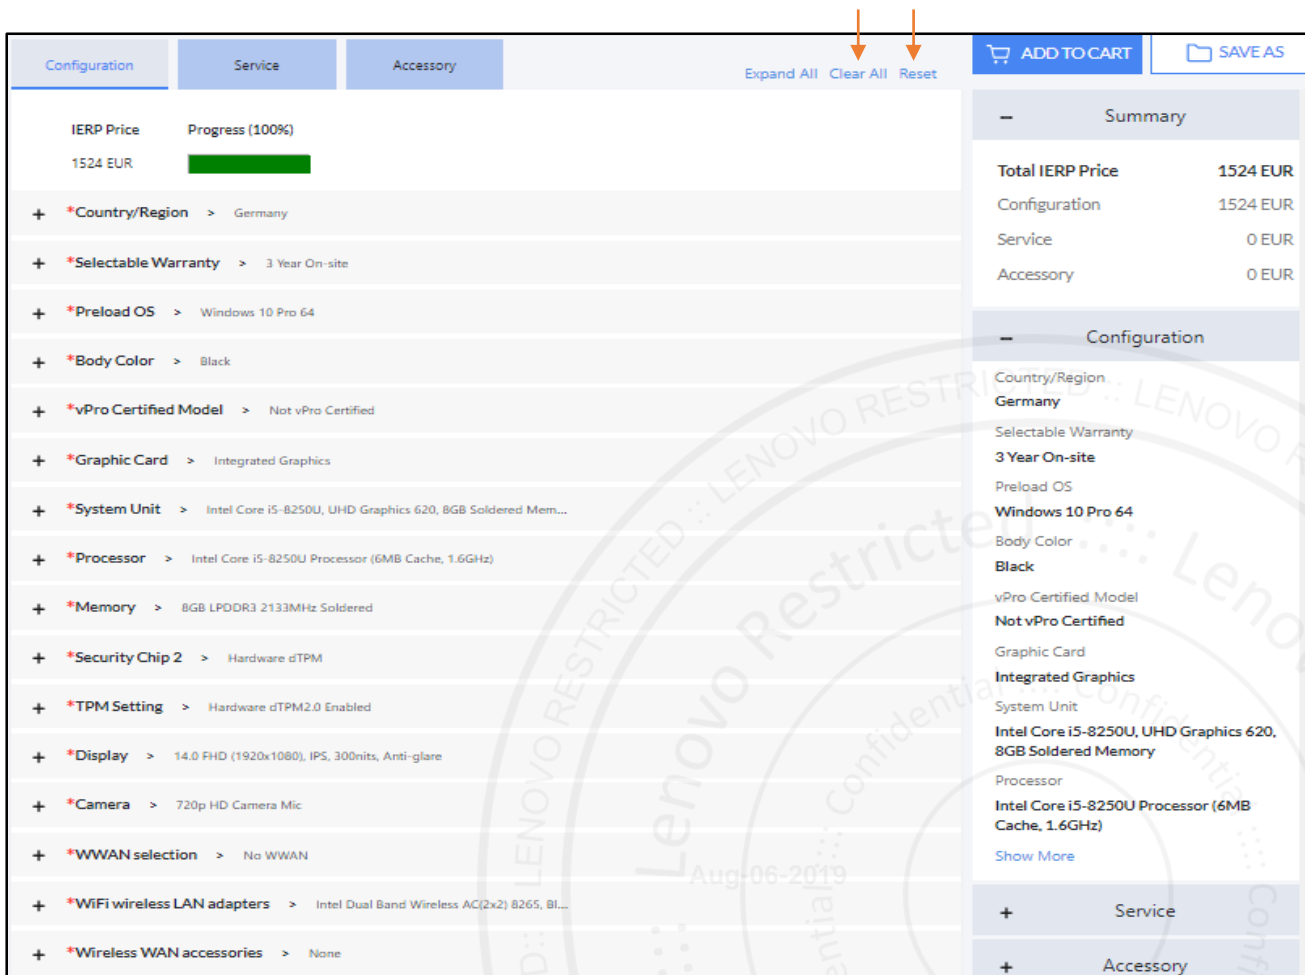 Configuration
Service
Accessory
Expand All Clear All Reset
ADD TO CART
SAVE AS
IERP Price Progress (100%)
1524 EUR
*Country/Region > Germany
*Selectable Warranty > 3 Year On-site
*Preload OS > Windows 10 Pro 64
*Body Color > Black
*vPro Certified Model > Not vPro Certified
*Graphic Card > Integrated Graphics
*System Unit > Intel Core i5-8250U, UHD Graphics 620, 8GB Soldered Mem...
*Processor > Intel Core i5-8250U Processor (6MB Cache, 1.6GHz)
*Memory > 8GB LPDDR3 2133MHz Soldered
*Security Chip 2 > Hardware dTPM
*TPM Setting > Hardware dTPM2.0 Enabled
*Display > 14.0 FHD (1920x1080), IPS, 300nits, Anti-glare
*Camera > 720p HD Camera Mic
*WWAN selection > No WWAN
*WiFi wireless LAN adapters > Intel Dual Band Wireless AC(2x2) 8265, Bl...
*Wireless WAN accessories > None
Summary
Total IERP Price 1524 EUR
Configuration 1524 EUR
Service 0 EUR
Accessory 0 EUR
Configuration
Country/Region
Germany
Selectable Warranty
3 Year On-site
Preload OS
Windows 10 Pro 64
Body Color
Black
vPro Certified Model
Not vPro Certified
Graphic Card
Integrated Graphics
System Unit
Intel Core i5-8250U, UHD Graphics 620,
8GB Soldered Memory
Processor
Intel Core i5-8250U Processor (6MB
Cache, 1.6GHz)
Show More
Service
Accessory
LENOVO RESTRICTED :: LENOVO RESTRICTED :: LENOVO
Lenovo Restricted :::: Lenovo
Confidential :::: Confidential :::: Conf
Aug-06-2019